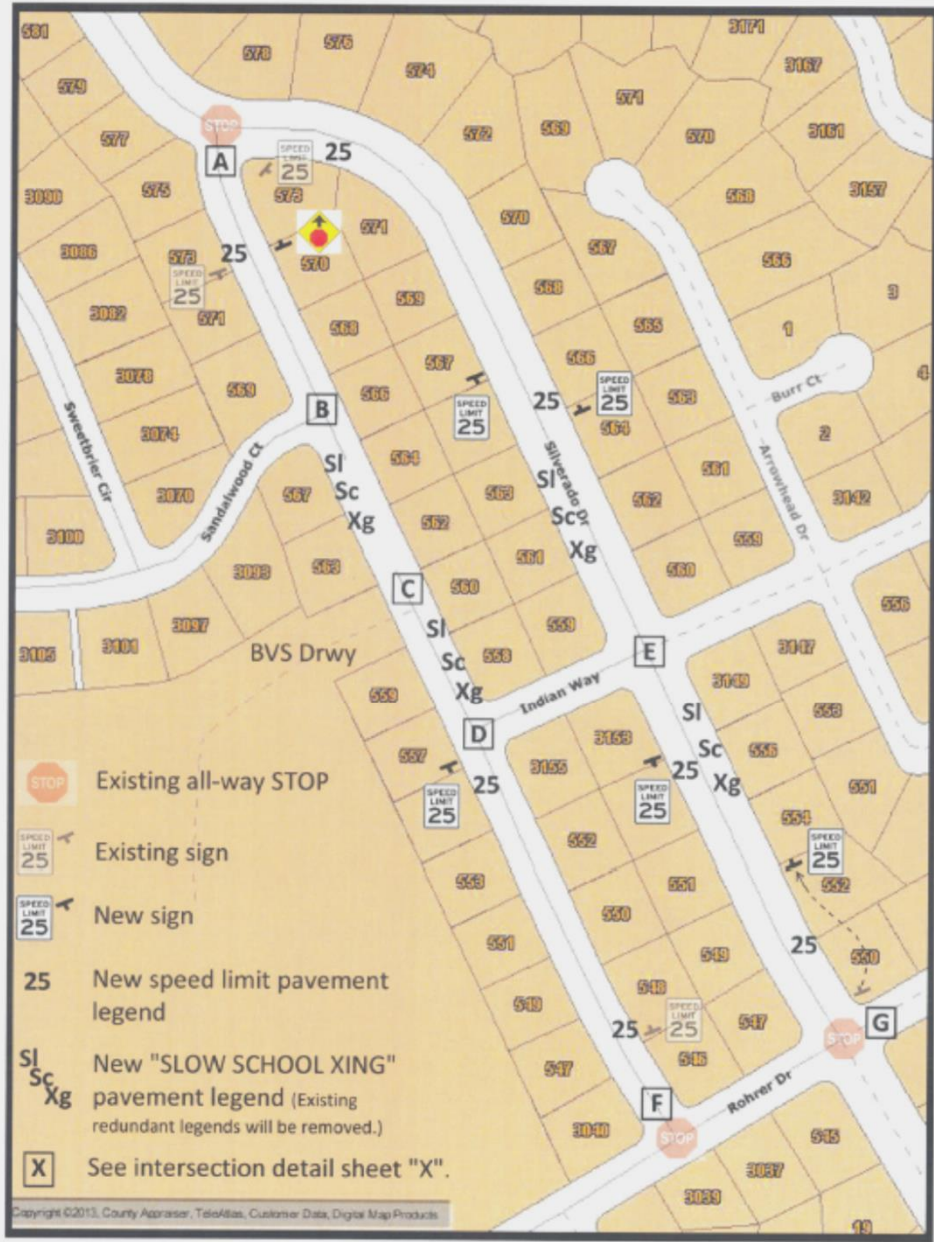 581
578
576
574
3171
3167
579
577
STOP
A
SPEED
LIMIT
25
25
572
569
571
570
3161
3090
575
573
568
3157
3086
573
25
570
571
570
567
566
SPEED
LIMIT
25
571
569
568
3
3082
568
565
1
3078
569
567
566
SPEED
LIMIT
25
563
Burr Ct
4
B
566
SPEED
LIMIT
25
25
564
2
Sweetbrier Cir
3074
Sandalwood Ct
Sl
Sc
Xg
564
563
Silverado Dr
Sl
Sc
Xg
562
561
Arrowhead Dr
3142
3070
567
562
561
559
3100
3093
563
C
560
560
556
3105
3101
3097
BVS Drwy
Sl
Sc
Xg
558
559
E
3147
559
D
Indian Way
3149
553
557
SPEED
LIMIT
25
25
3155
3153
SPEED
LIMIT
25
25
Sl
Sc
Xg
556
551
554
SPEED
LIMIT
25
552
553
552
551
550
551
550
549
25
549
548
SPEED
LIMIT
25
25
547
546
547
STOP
G
F
STOP
Rohrer Dr
3040
545
3037
3039
19
STOP
Existing all-way STOP
SPEED
LIMIT
25
Existing sign
SPEED
LIMIT
25
New sign
25
New speed limit pavement
legend
Sl
Sc
Xg
New "SLOW SCHOOL XING"
pavement legend (Existing
redundant legends will be removed.)
X
See intersection detail sheet "X".
Copyright ©2013, County Appraiser, TeleAtlas, Customer Data, Digital Map Products